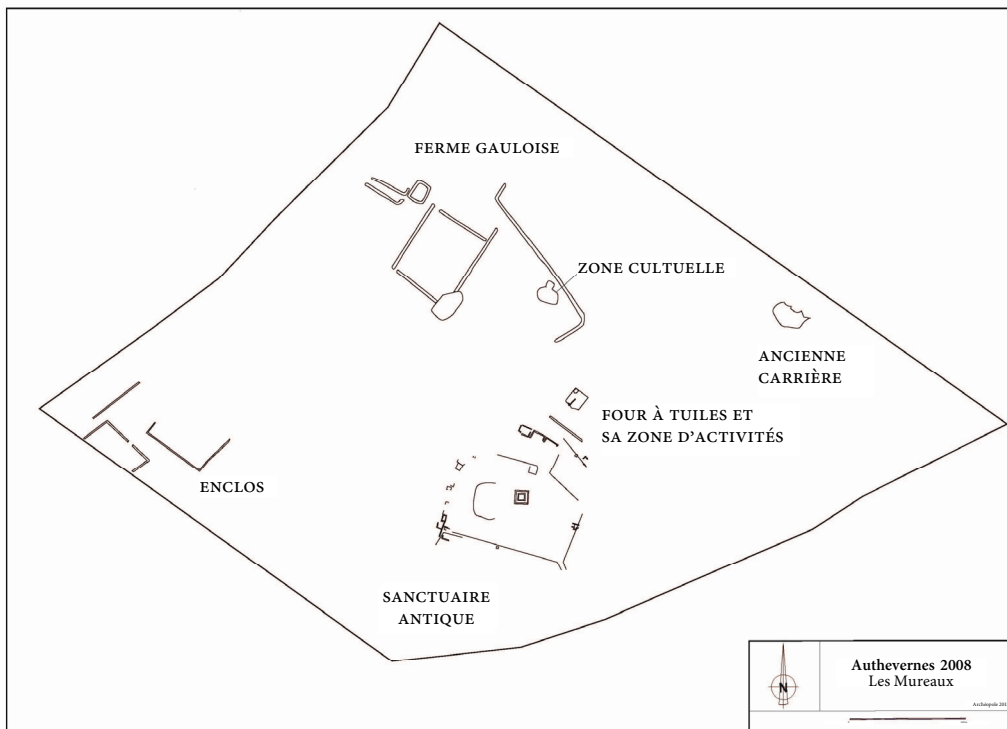 FERME GAULOISE
ZONE CULTUELLE
ANCIENNE
CARRIÈRE
FOUR À TUILES ET
SA ZONE D'ACTIVITÉS
ENCLOS
SANCTUAIRE
ANTIQUE
N
Authevernes 2008
Les Mureaux
Archéopole